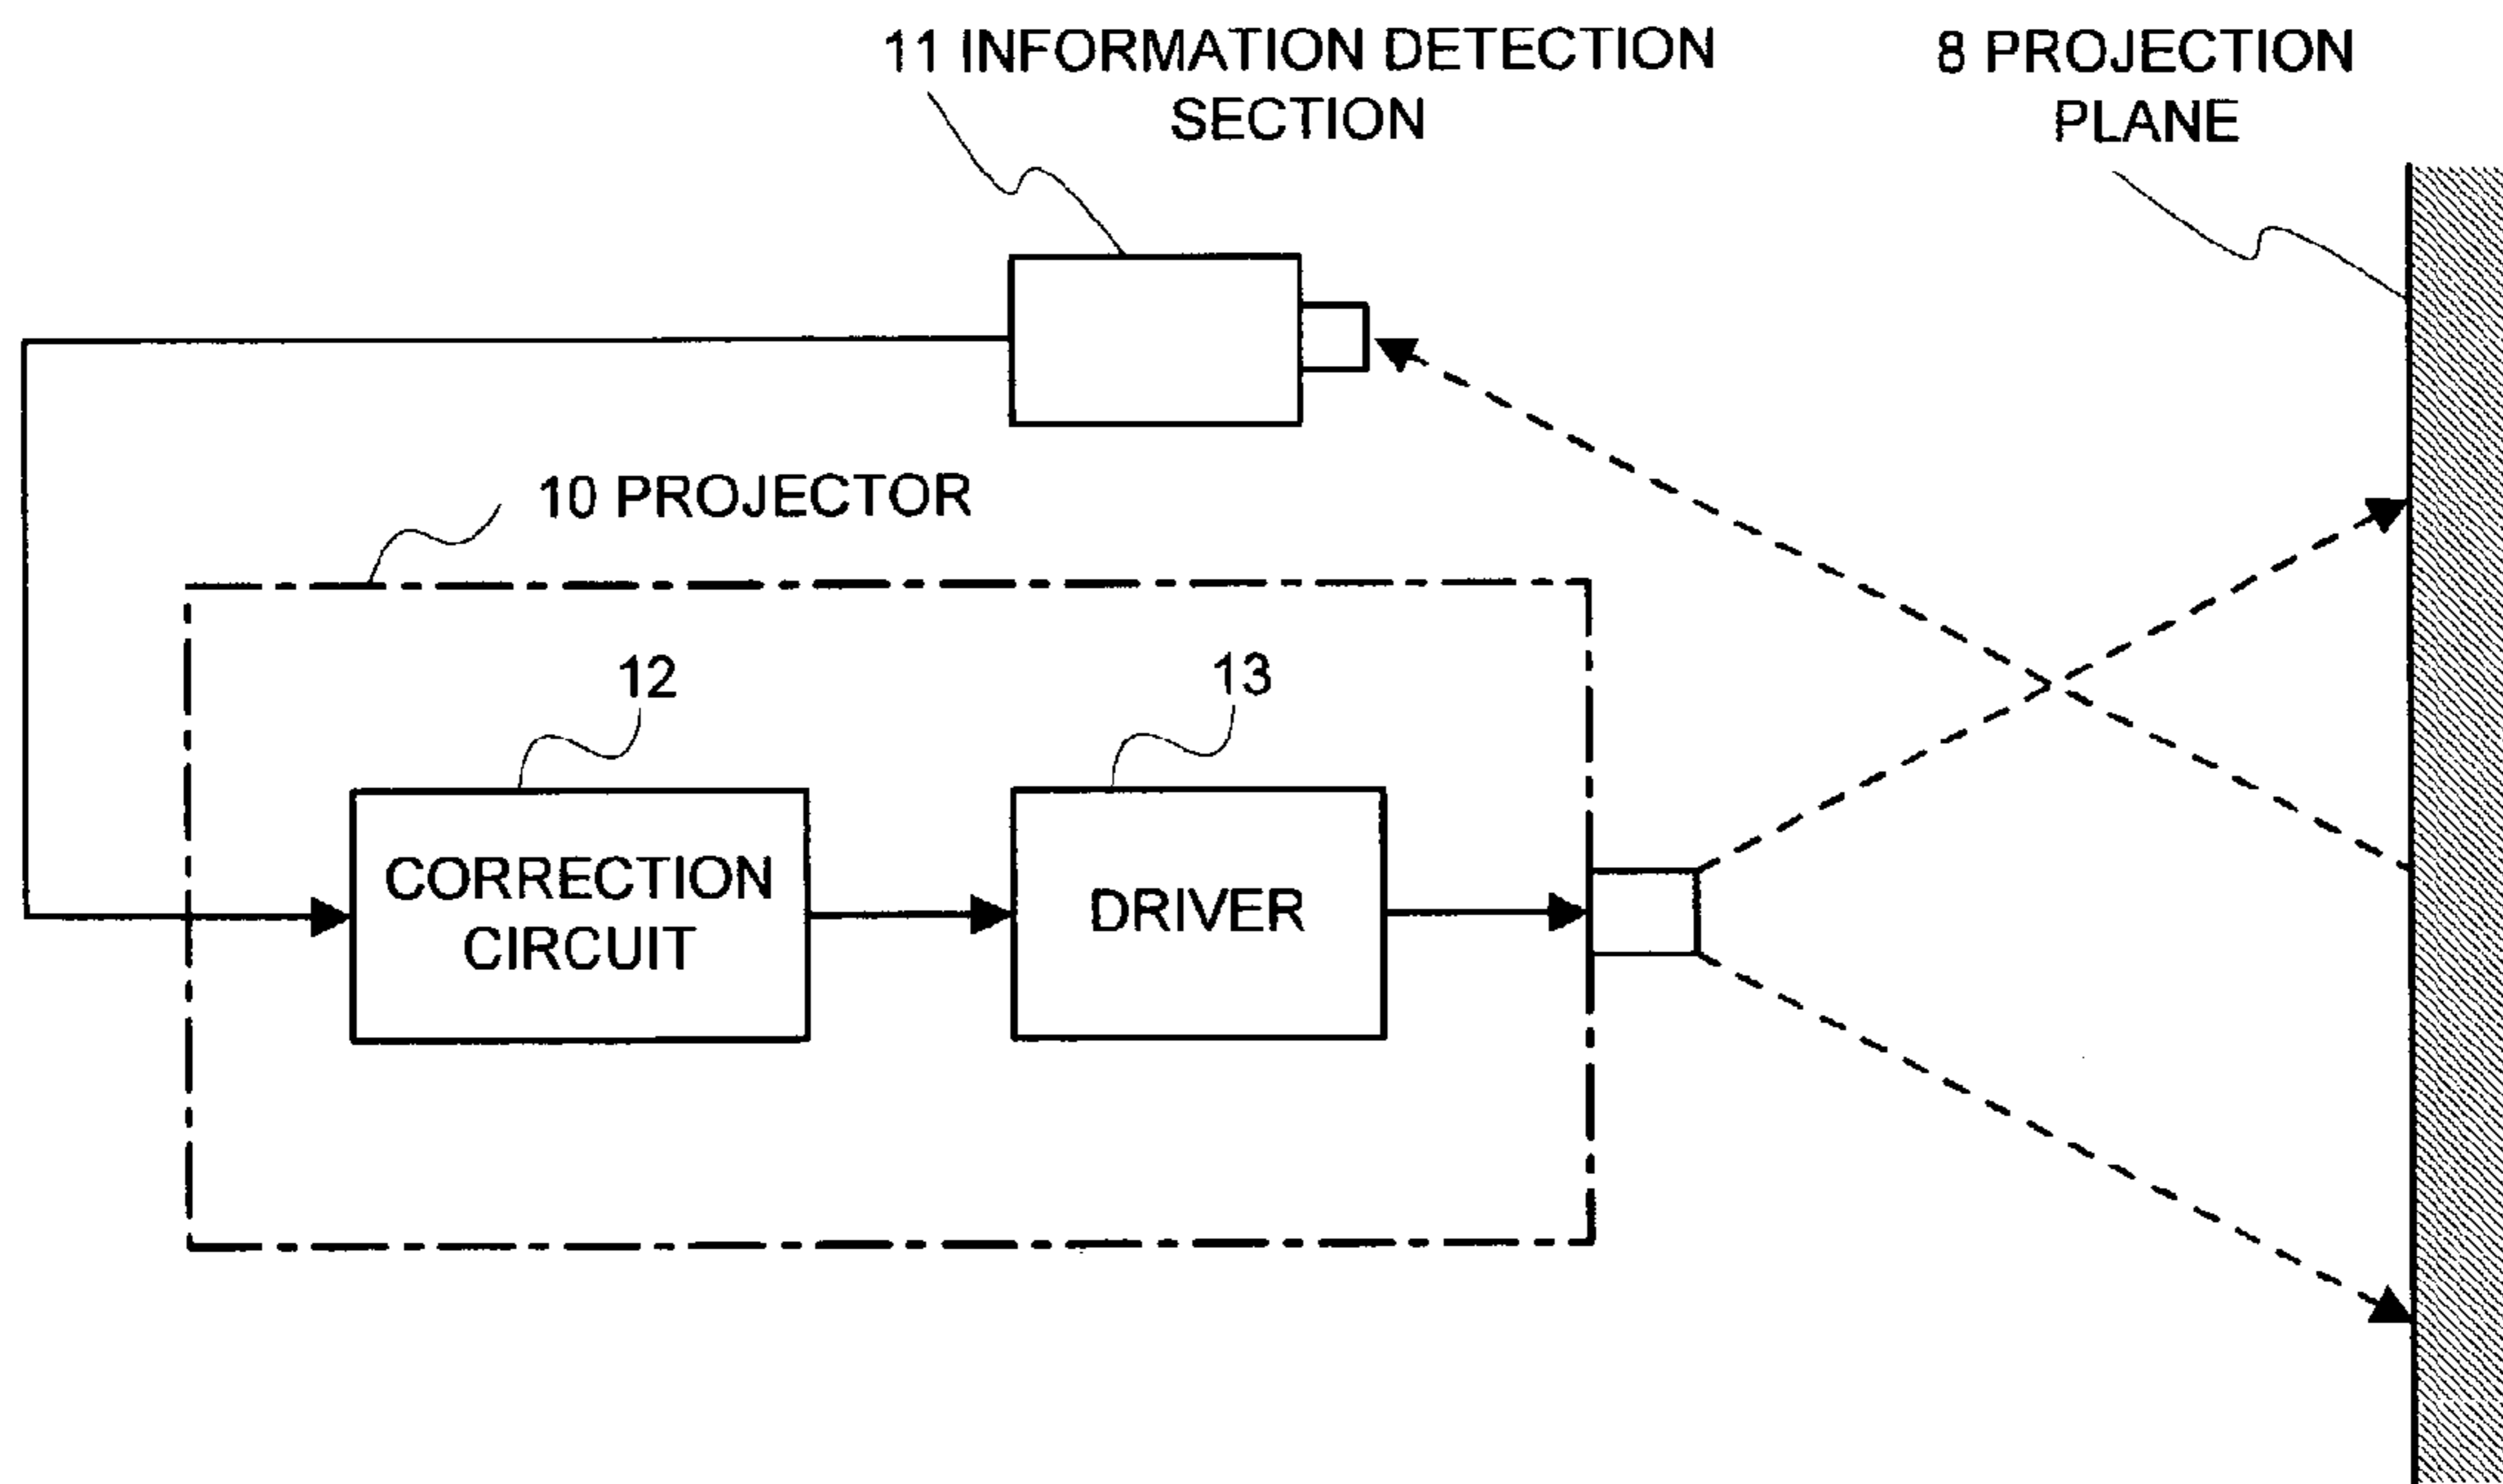 11 INFORMATION DETECTION
SECTION
8 PROJECTION
PLANE
10 PROJECTOR
12
13
CORRECTION
CIRCUIT
DRIVER